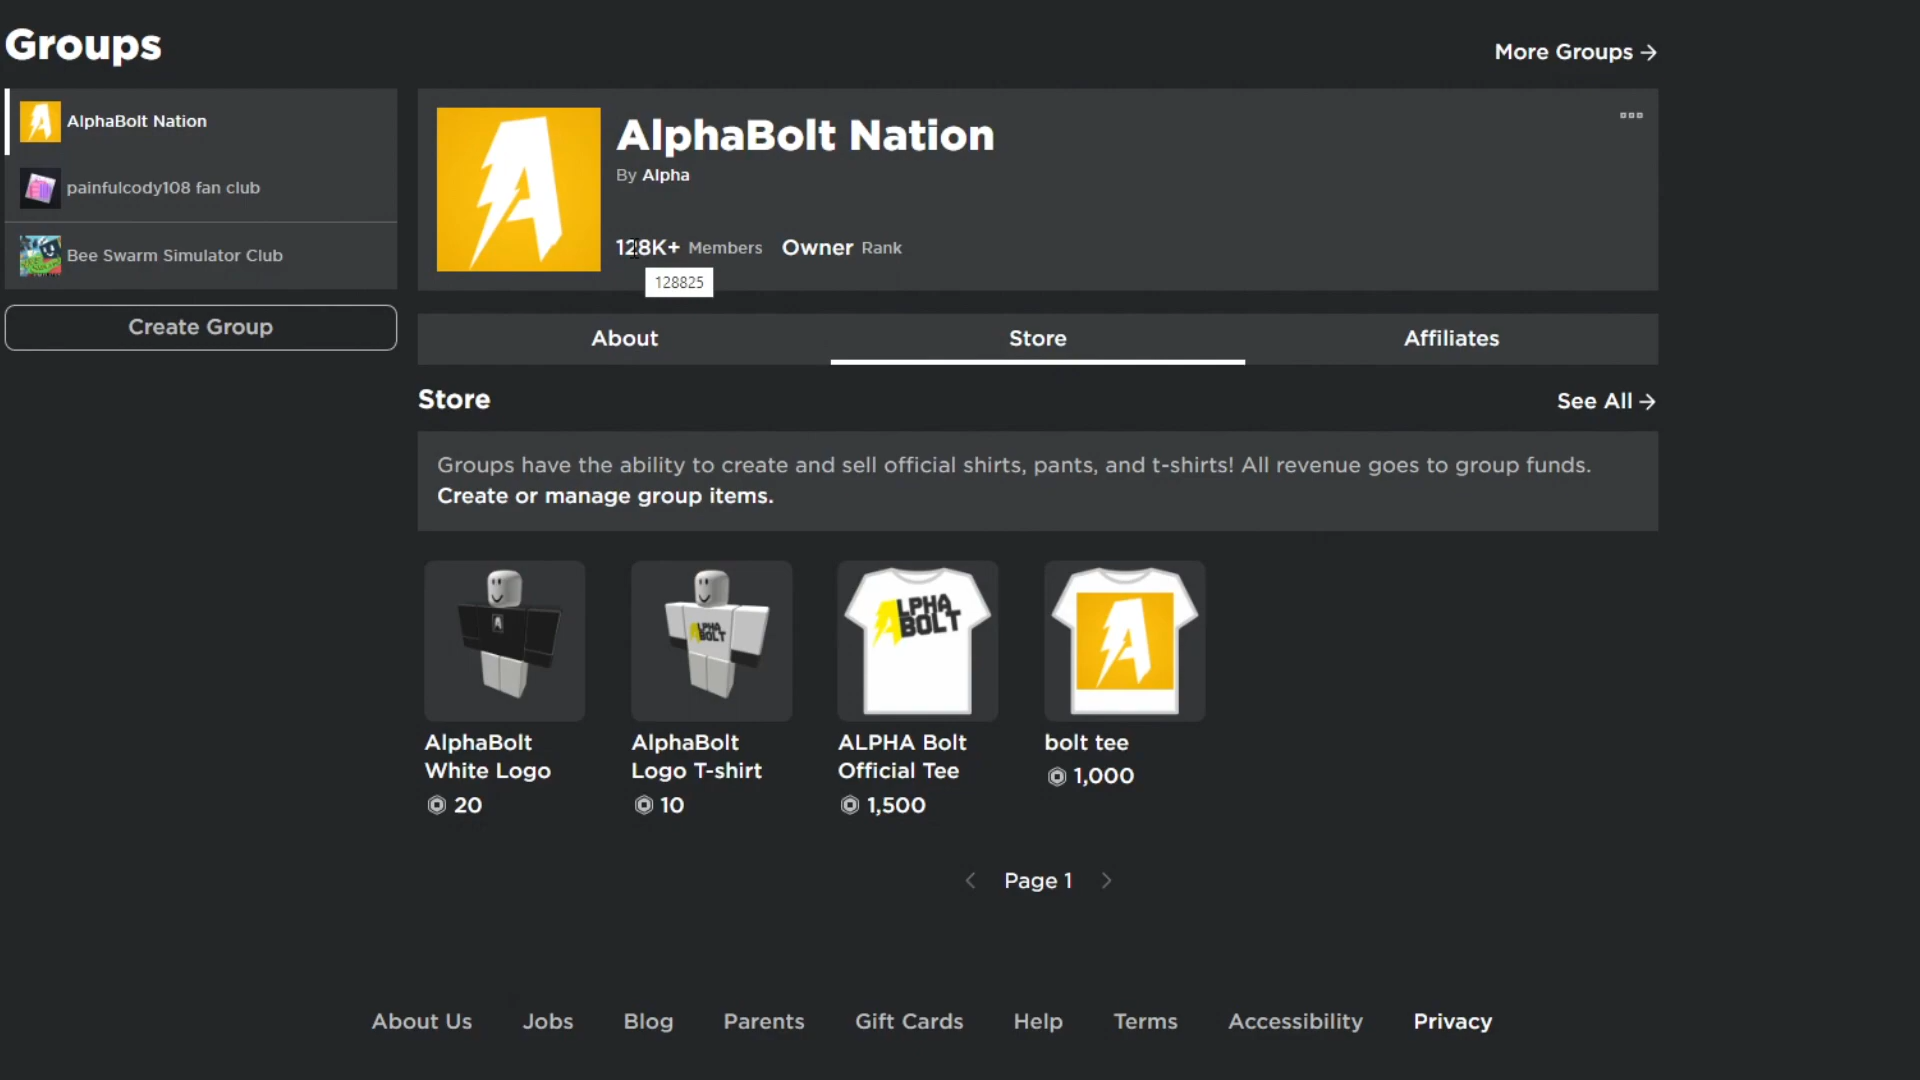 Groups
More Groups →
AlphaBolt Nation
painfulcody108 fan club
Bee Swarm Simulator Club
Create Group
A
AlphaBolt Nation
By Alpha
128K+ Members Owner Rank
128825
About Store Affiliates
Store
See All →
Groups have the ability to create and sell official shirts, pants, and t-shirts! All revenue goes to group funds.
Create or manage group items.
ALPHA
BOLT
ALPHA
BOLT
A
AlphaBolt
White Logo
20
AlphaBolt
Logo T-shirt
10
ALPHA Bolt
Official Tee
1,500
bolt tee
1,000
Page 1
About Us Jobs Blog Parents Gift Cards Help Terms Accessibility Privacy